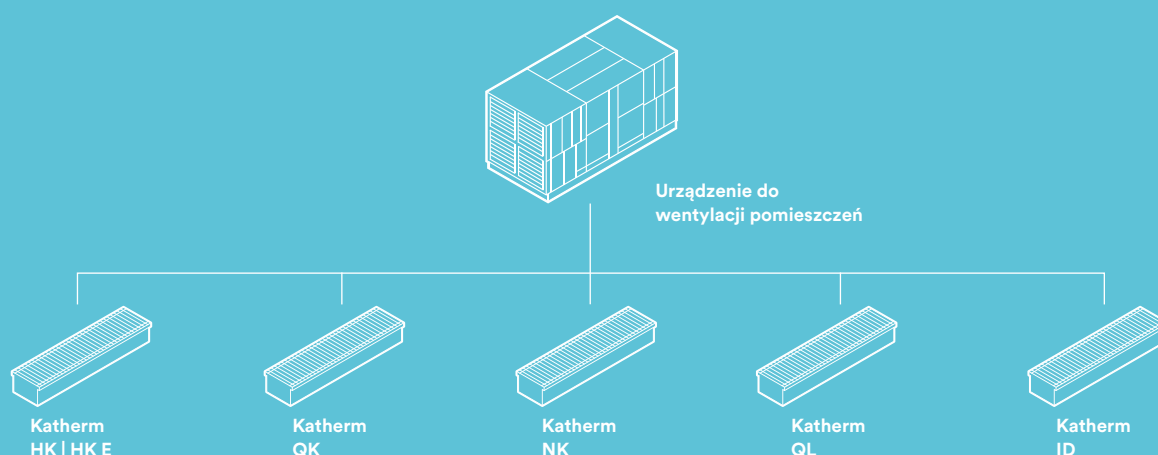 Urządzenie do
wentylacji pomieszczeń
Katherm
HK | HK E
Katherm
QK
Katherm
NK
Katherm
QL
Katherm
ID